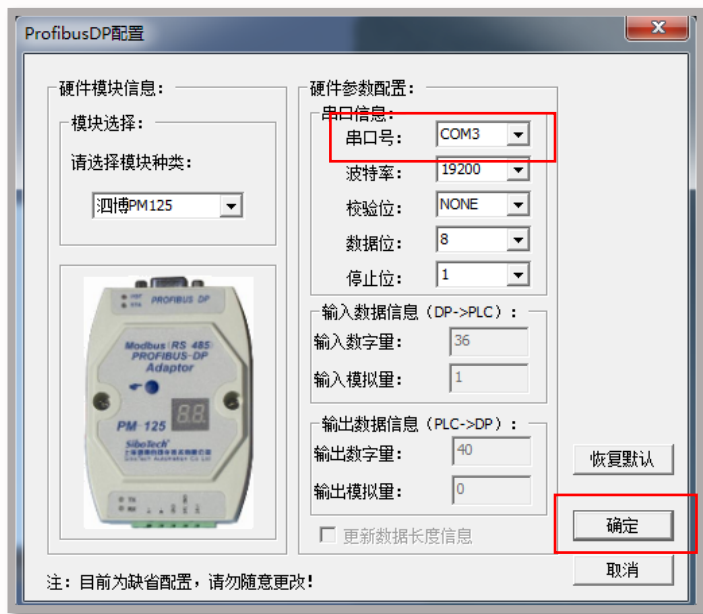 ProfibusDP配置
硬件模块信息：
模块选择：
请选择模块种类：
泗博PM125
PROFIBUS DP
Modbus(RS-485)
PROFIBUS-DP
Adaptor
PM-125
88
SiboTech
硬件参数配置：
串口信息：
串口号： COM3
波特率： 19200
校验位： NONE
数据位： 8
停止位： 1
输入数据信息（DP->PLC）：
输入数字量： 36
输入模拟量： 1
输出数据信息（PLC->DP）：
输出数字量： 40
输出模拟量： 0
更新数据长度信息
恢复默认
确定
取消
注：目前为缺省配置，请勿随意更改！